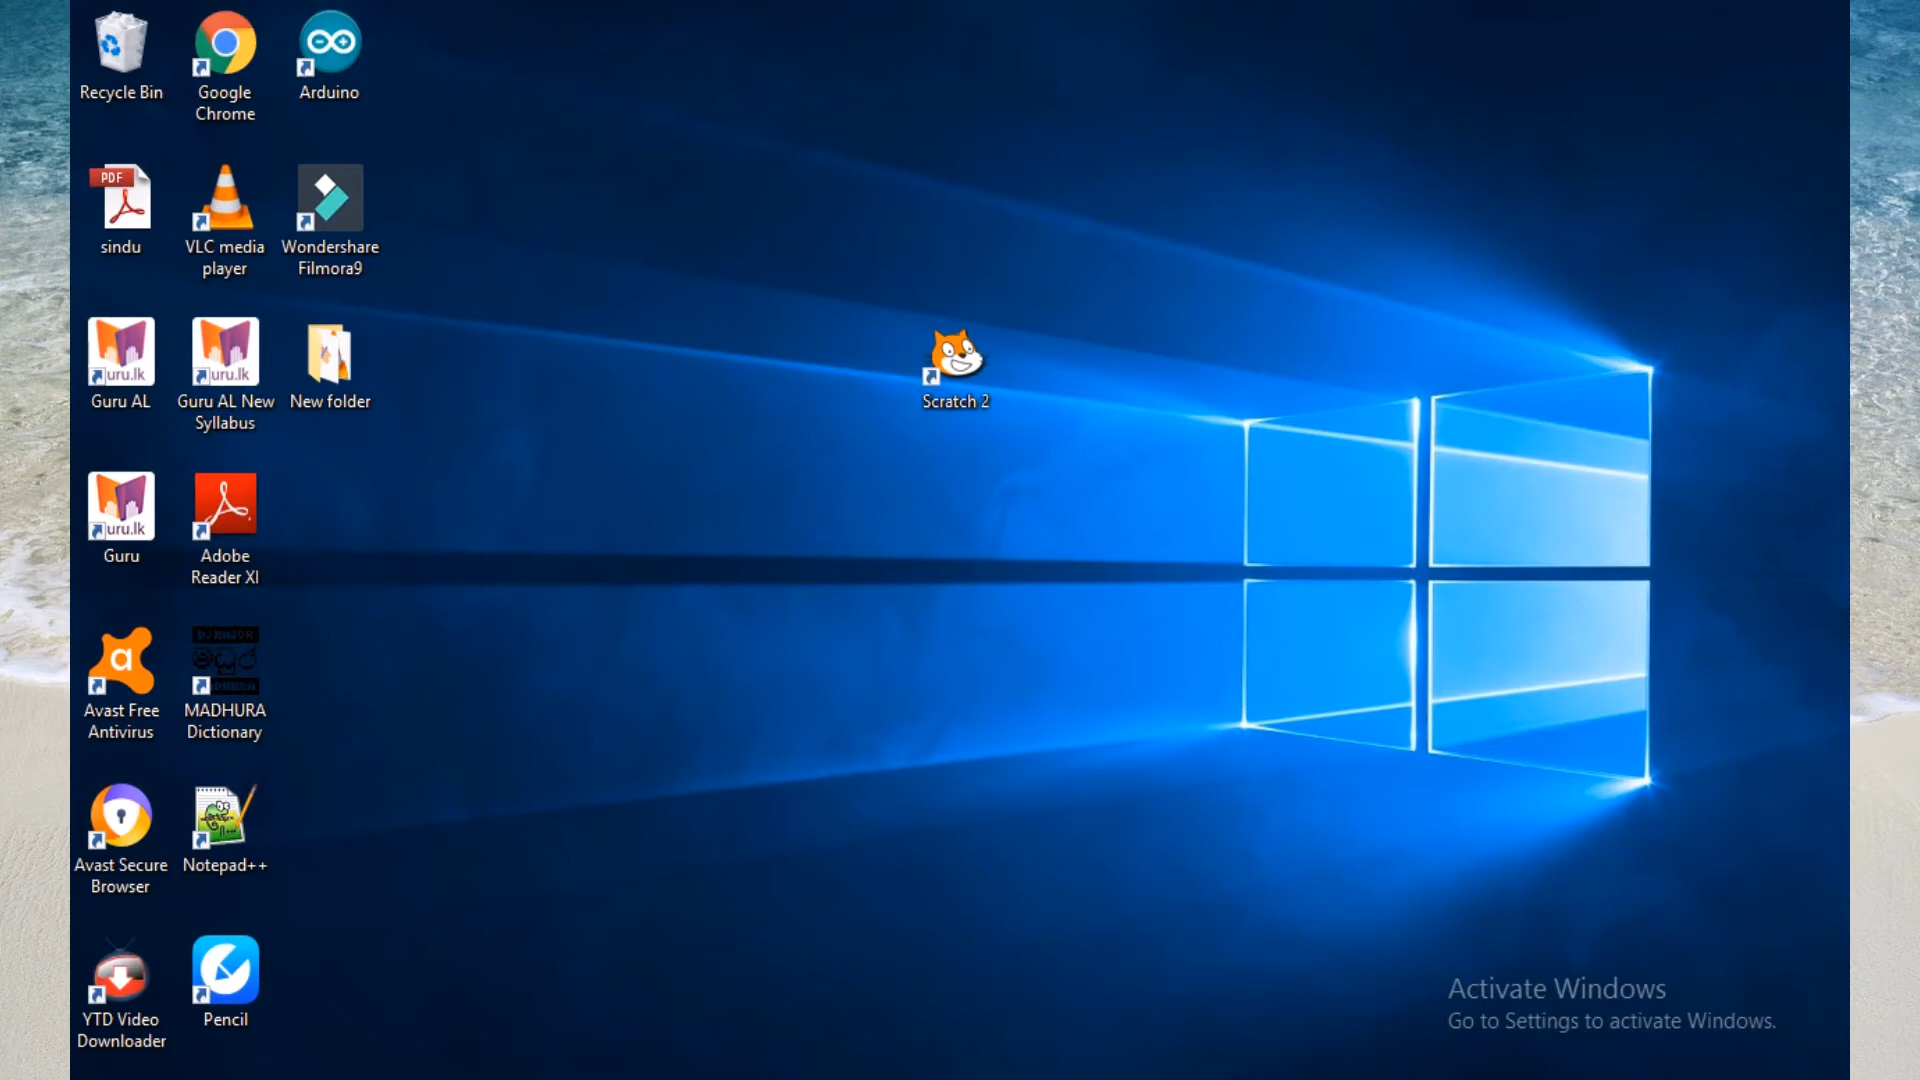 Recycle Bin
Google
Chrome
Arduino
PDF
sindu
VLC media
player
Wondershare
Filmora9
uru.lk
Guru AL
uru.lk
Guru AL New
Syllabus
New folder
Scratch 2
uru.lk
Guru
Adobe
Reader XI
a
Avast Free
Antivirus
මධුර
MADHURA
Dictionary
Avast Secure
Browser
Notepad++
YTD Video
Downloader
Pencil
Activate Windows
Go to Settings to activate Windows.